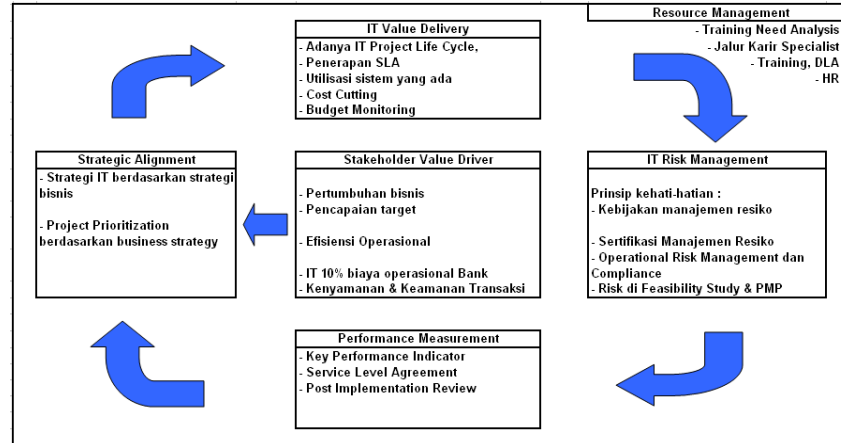 IT Value Delivery
- Adanya IT Project Life Cycle,
- Penerapan SLA
- Utilisasi sistem yang ada
- Cost Cutting
- Budget Monitoring
Resource Management
- Training Need Analysis
- Jalur Karir Specialist
- Training, DLA
- HR
Strategic Alignment
- Strategi IT berdasarkan strategi
bisnis
- Project Prioritization
berdasarkan business strategy
Stakeholder Value Driver
- Pertumbuhan bisnis
- Pencapaian target
- Efisiensi Operasional
- IT 10% biaya operasional Bank
- Kenyamanan & Keamanan Transaksi
IT Risk Management
Prinsip kehati-hatian :
- Kebijakan manajemen resiko
- Sertifikasi Manajemen Resiko
- Operational Risk Management dan
Compliance
- Risk di Feasibility Study & PMP
Performance Measurement
- Key Performance Indicator
- Service Level Agreement
- Post Implementation Review